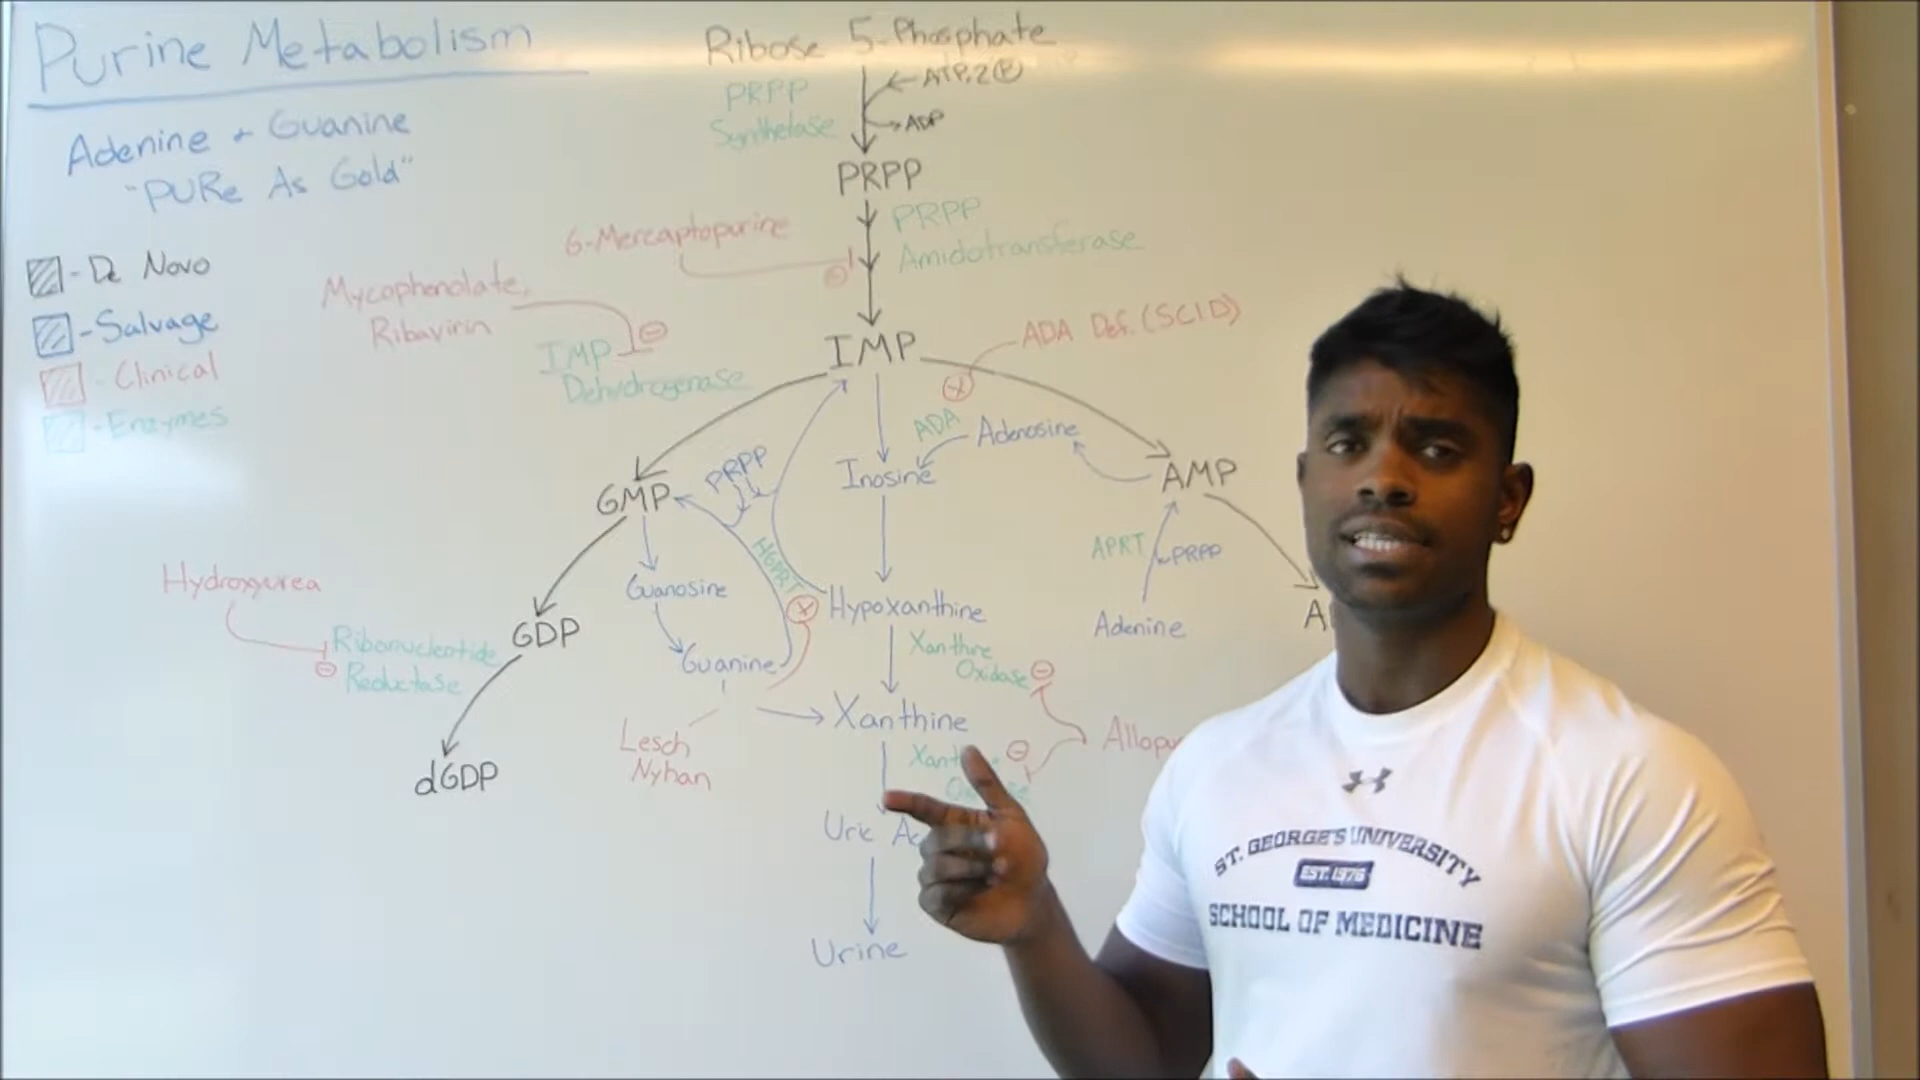 Purine Metabolism
Adenine + Guanine
"PURe As Gold"
- De Novo
- Salvage
- Clinical
- Enzymes
Ribose 5-Phosphate
ATP, 2 P
PRPP
Synthetase
ADP
PRPP
PRPP
Amidotransferase
6-Mercaptopurine
Mycophenolate,
Ribavirin
IMP
Dehydrogenase
IMP
ADA Def. (SCID)
ADA
Adenosine
Inosine
AMP
GMP
PRPP
HGPRT
APRT
PRPP
Adenine
Guanosine
Guanine
Hypoxanthine
Xanthine
Oxidase
Hydroxyurea
Ribonucleotide
Reductase
GDP
dGDP
Lesch
Nyhan
Xanthine
Uric
Urine
ST. GEORGE'S UNIVERSITY
EST. 1976
SCHOOL OF MEDICINE